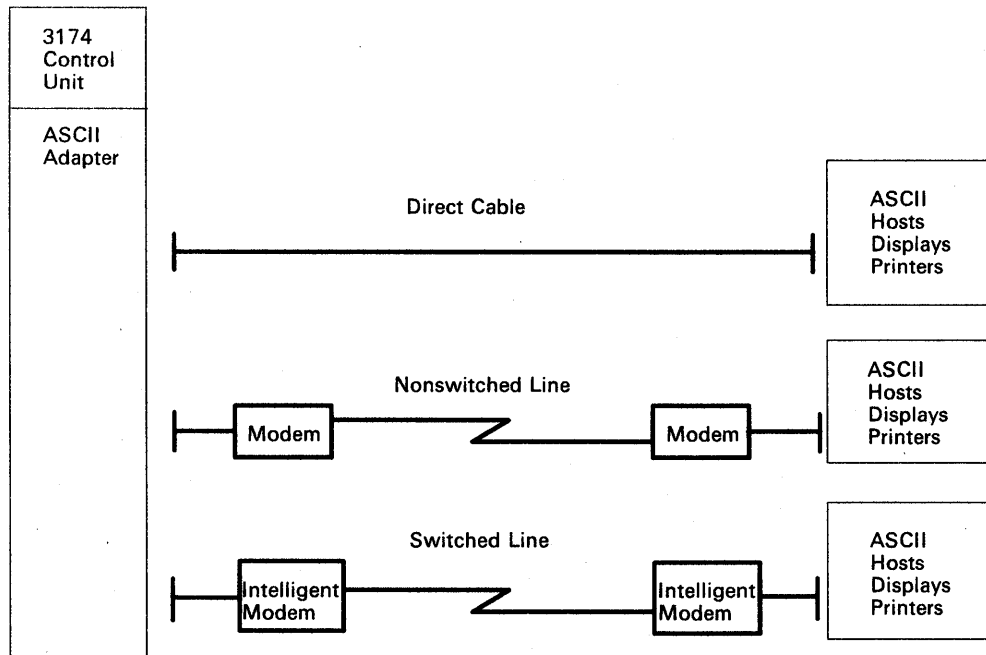 3174
Control
Unit
ASCII
Adapter
Direct Cable
ASCII
Hosts
Displays
Printers
Nonswitched Line
Modem
Modem
ASCII
Hosts
Displays
Printers
Switched Line
Intelligent
Modem
Intelligent
Modem
ASCII
Hosts
Displays
Printers